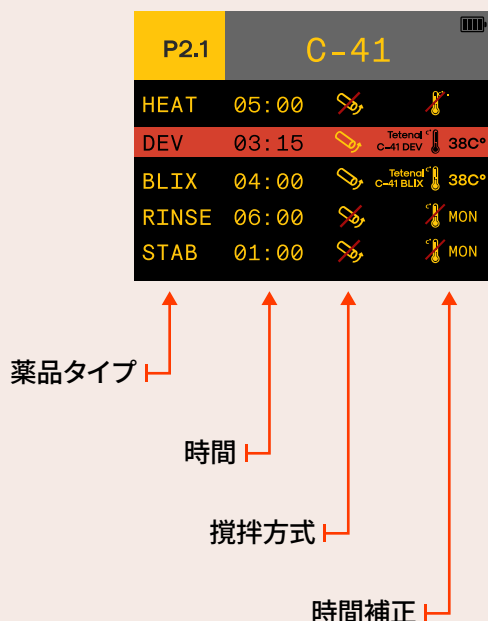 P2.1 C-41
HEAT 05:00
DEV 03:15 Tetenal C-41 DEV C° 38C°
BLIX 04:00 Tetenal C-41 BLIX C° 38C°
RINSE 06:00 C° MON
STAB 01:00 C° MON
薬品タイプ
時間
撹拌方式
時間補正